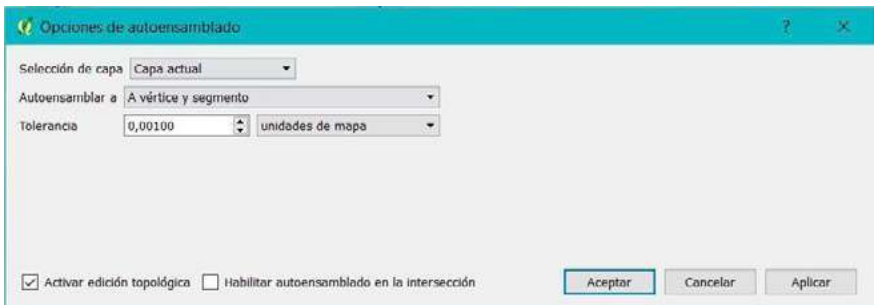 Opciones de autoensamblado ? ×
Selección de capa Capa actual
Autoensamblar a A vértice y segmento
Tolerancia 0,00100 unidades de mapa
Activar edición topológica Habilitar autoensamblado en la intersección Aceptar Cancelar Aplicar